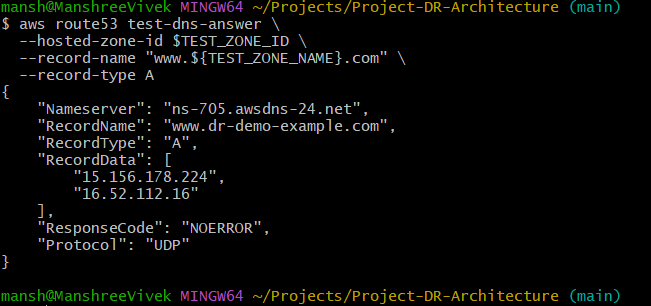 mansh@ManshreeVivek MINGW64 ~/Projects/Project-DR-Architecture (main)
$ aws route53 test-dns-answer \
  --hosted-zone-id $TEST_ZONE_ID \
  --record-name "www.${TEST_ZONE_NAME}.com" \
  --record-type A
{
    "Nameserver": "ns-705.awsdns-24.net",
    "RecordName": "www.dr-demo-example.com",
    "RecordType": "A",
    "RecordData": [
        "15.156.178.224",
        "16.52.112.16"
    ],
    "ResponseCode": "NOERROR",
    "Protocol": "UDP"
}
mansh@ManshreeVivek MINGW64 ~/Projects/Project-DR-Architecture (main)